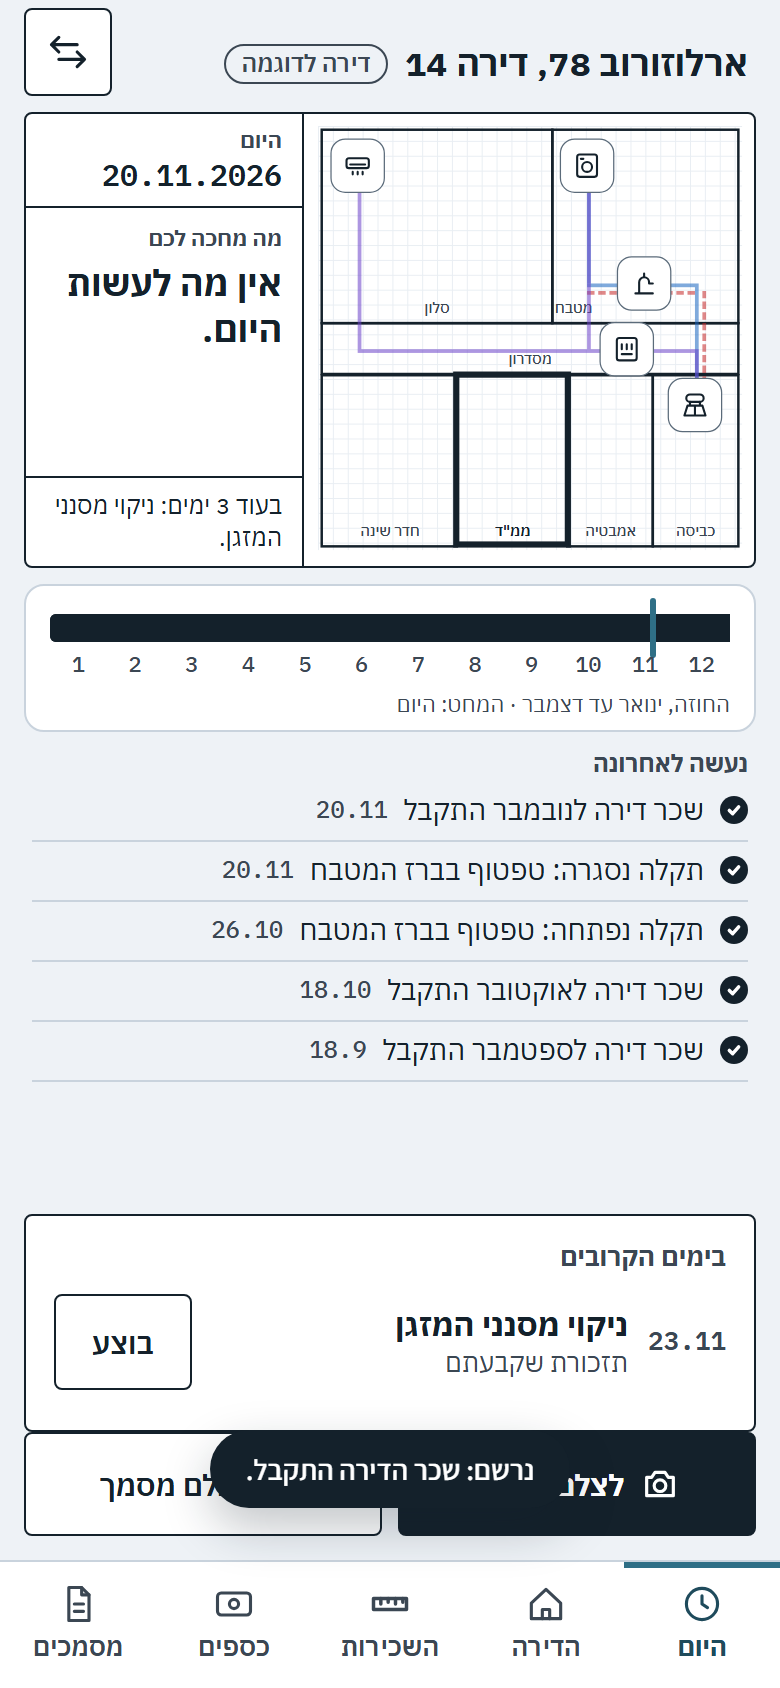 ארלוזורוב 78, דירה 14
דירה לדוגמה
סלון
מטבח
מסדרון
חדר שינה
ממ"ד
אמבטיה
כביסה
היום
20.11.2026
מה מחכה לכם
אין מה לעשות
היום.
בעוד 3 ימים: ניקוי מסנני
המזגן.
1 2 3 4 5 6 7 8 9 10 11 12
החוזה, ינואר עד דצמבר · המחט: היום
נעשה לאחרונה
שכר דירה לנובמבר התקבל 20.11
תקלה נסגרה: טפטוף בברז המטבח 20.11
תקלה נפתחה: טפטוף בברז המטבח 26.10
שכר דירה לאוקטובר התקבל 18.10
שכר דירה לספטמבר התקבל 18.9
בימים הקרובים
23.11 ניקוי מסנני המזגן
תזכורת שקבעתם
בוצע
נרשם: שכר הדירה התקבל.
מסמך
היום
הדירה
השכירות
כספים
מסמכים